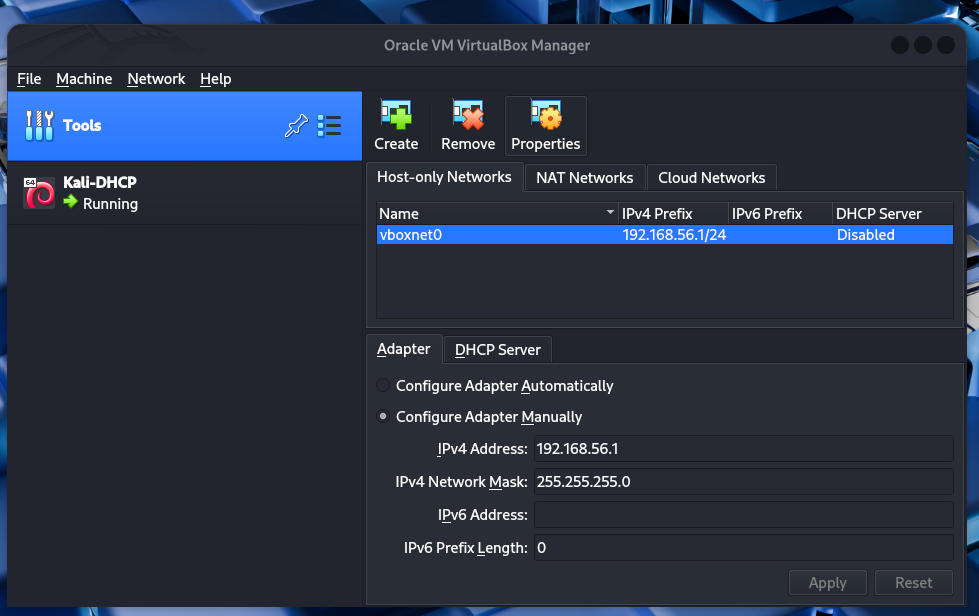 Oracle VM VirtualBox Manager
File Machine Network Help
Tools
64
Kali-DHCP
Running
Create Remove Properties
Host-only Networks NAT Networks Cloud Networks
Name IPv4 Prefix IPv6 Prefix DHCP Server
vboxnet0 192.168.56.1/24 Disabled
Adapter DHCP Server
Configure Adapter Automatically
Configure Adapter Manually
IPv4 Address: 192.168.56.1
IPv4 Network Mask: 255.255.255.0
IPv6 Address:
IPv6 Prefix Length: 0
Apply Reset